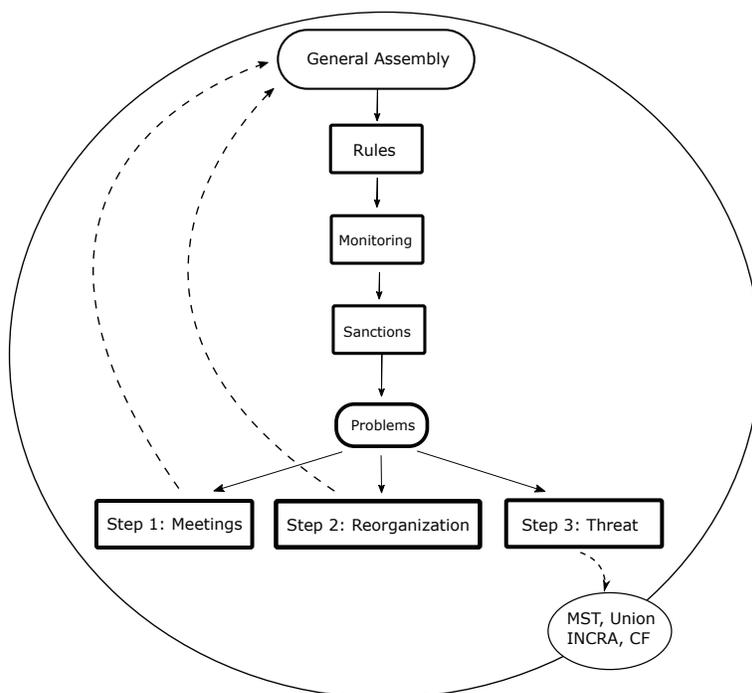 General Assembly
Rules
Monitoring
Sanctions
Problems
Step 1: Meetings
Step 2: Reorganization
Step 3: Threat
MST, Union
INCRA, CF